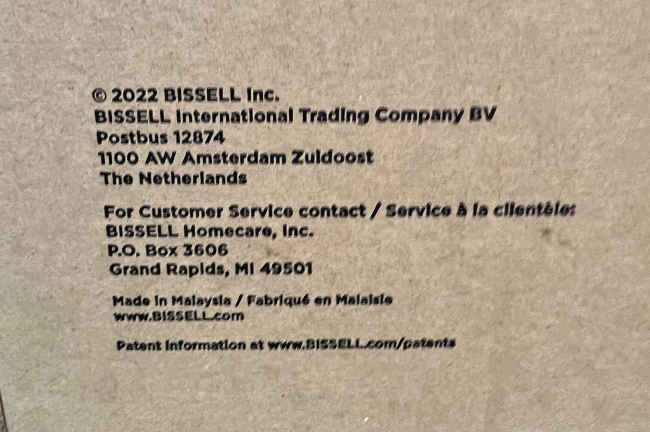 © 2022 BISSELL Inc.
BISSELL International Trading Company BV
Postbus 12874
1100 AW Amsterdam Zuidoost
The Netherlands
For Customer Service contact / Service à la clientèle:
BISSELL Homecare, Inc.
P.O. Box 3606
Grand Rapids, MI 49501
Made in Malaysia / Fabriqué en Malaisie
www.BISSELL.com
Patent information at www.BISSELL.com/patents